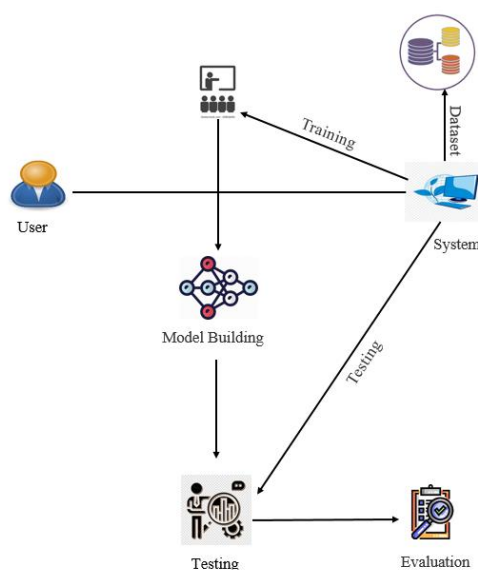 Training
Dataset
User
System
Model Building
Testing
Testing
Evaluation